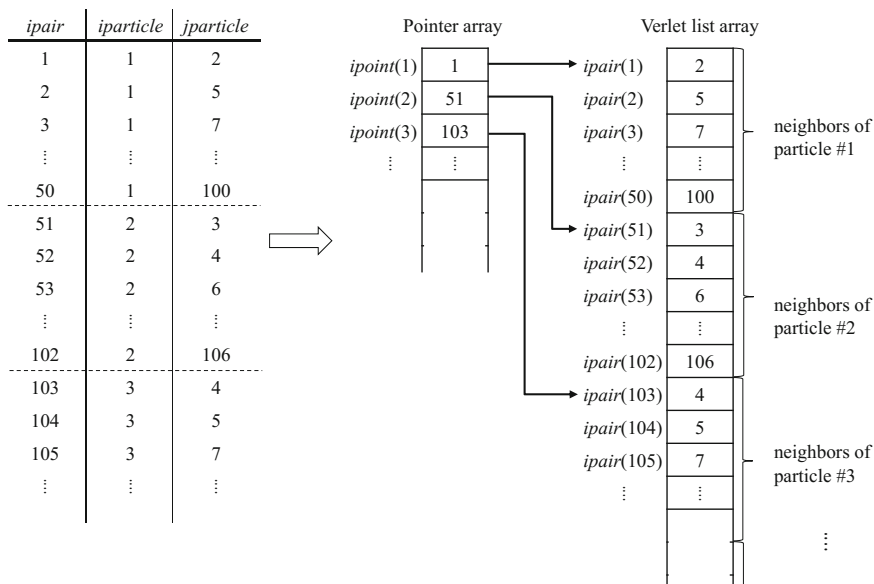 ipair iparticle jparticle
1 1 2
2 1 5
3 1 7
⋮ ⋮ ⋮
50 1 100
51 2 3
52 2 4
53 2 6
⋮ ⋮ ⋮
102 2 106
103 3 4
104 3 5
105 3 7
⋮ ⋮ ⋮
Pointer array
ipoint(1) 1
ipoint(2) 51
ipoint(3) 103
⋮ ⋮
Verlet list array
ipair(1) 2
ipair(2) 5
ipair(3) 7
⋮ ⋮
ipair(50) 100
ipair(51) 3
ipair(52) 4
ipair(53) 6
⋮ ⋮
ipair(102) 106
ipair(103) 4
ipair(104) 5
ipair(105) 7
⋮ ⋮
neighbors of
particle #1
neighbors of
particle #2
neighbors of
particle #3
⋮